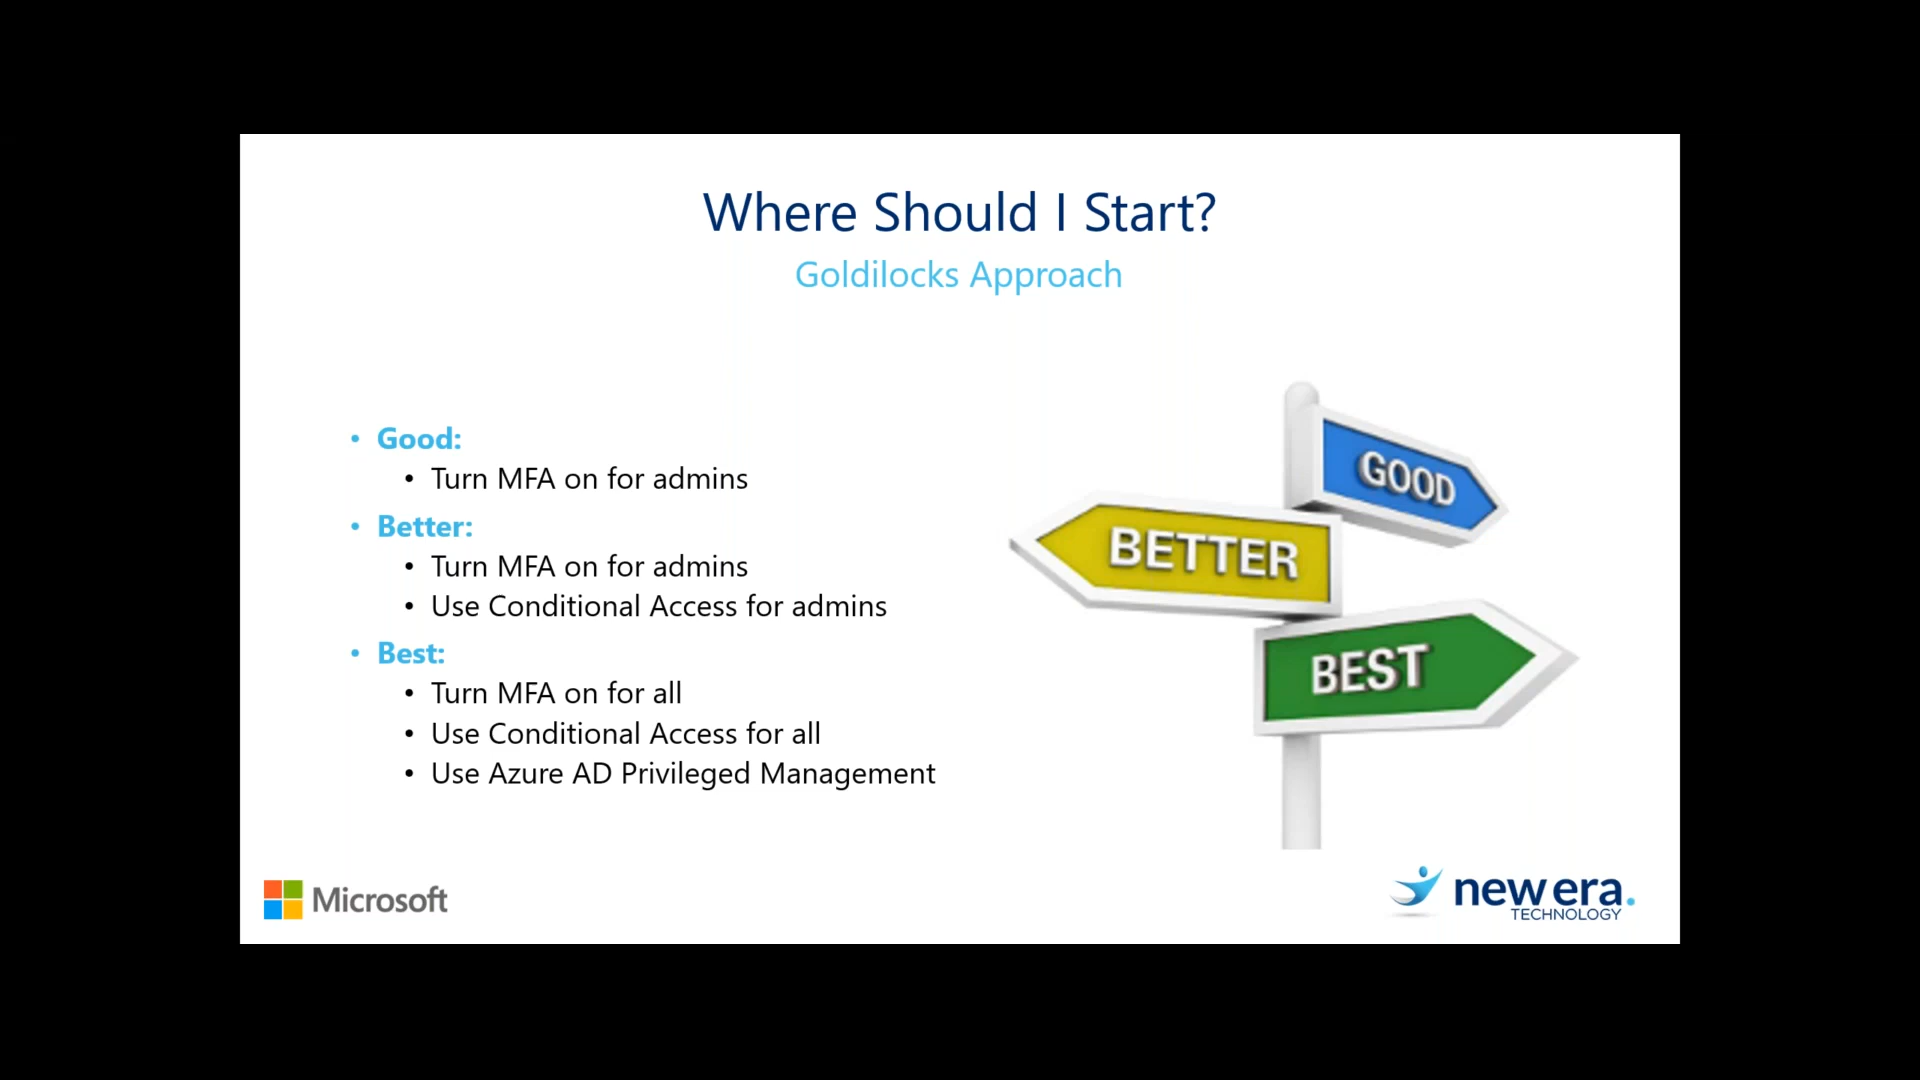 Where Should I Start?
Goldilocks Approach
• Good:
• Turn MFA on for admins
• Better:
• Turn MFA on for admins
• Use Conditional Access for admins
• Best:
• Turn MFA on for all
• Use Conditional Access for all
• Use Azure AD Privileged Management
GOOD
BETTER
BEST
Microsoft
new era.
TECHNOLOGY